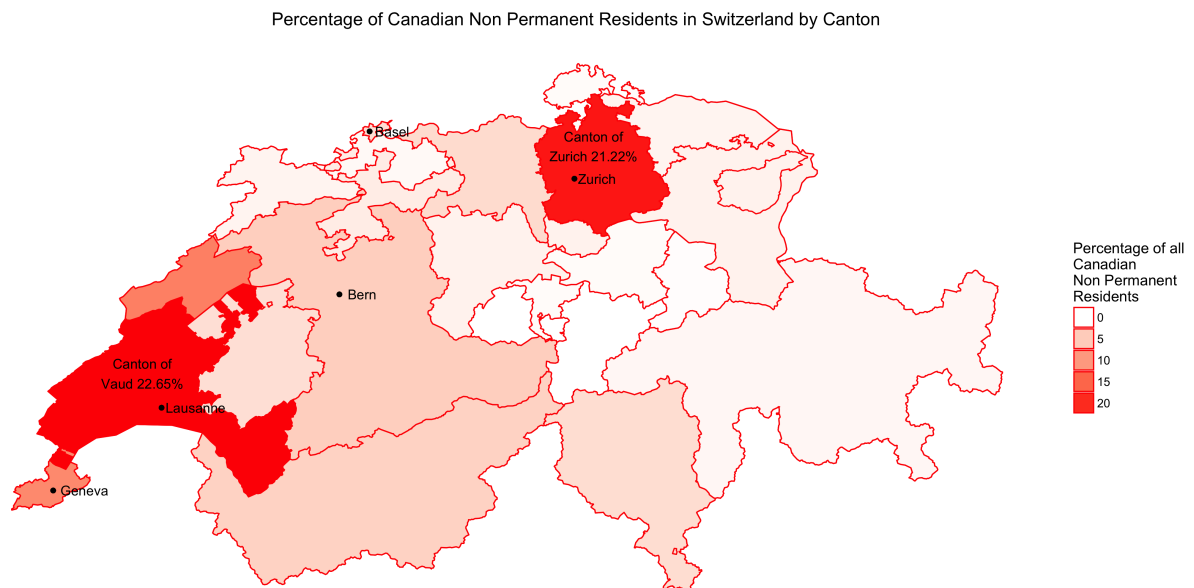 Percentage of Canadian Non Permanent Residents in Switzerland by Canton
Basel
Canton of
Zurich 21.22%
Zurich
Bern
Canton of
Vaud 22.65%
Lausanne
Geneva
Percentage of all
Canadian
Non Permanent
Residents
0
5
10
15
20